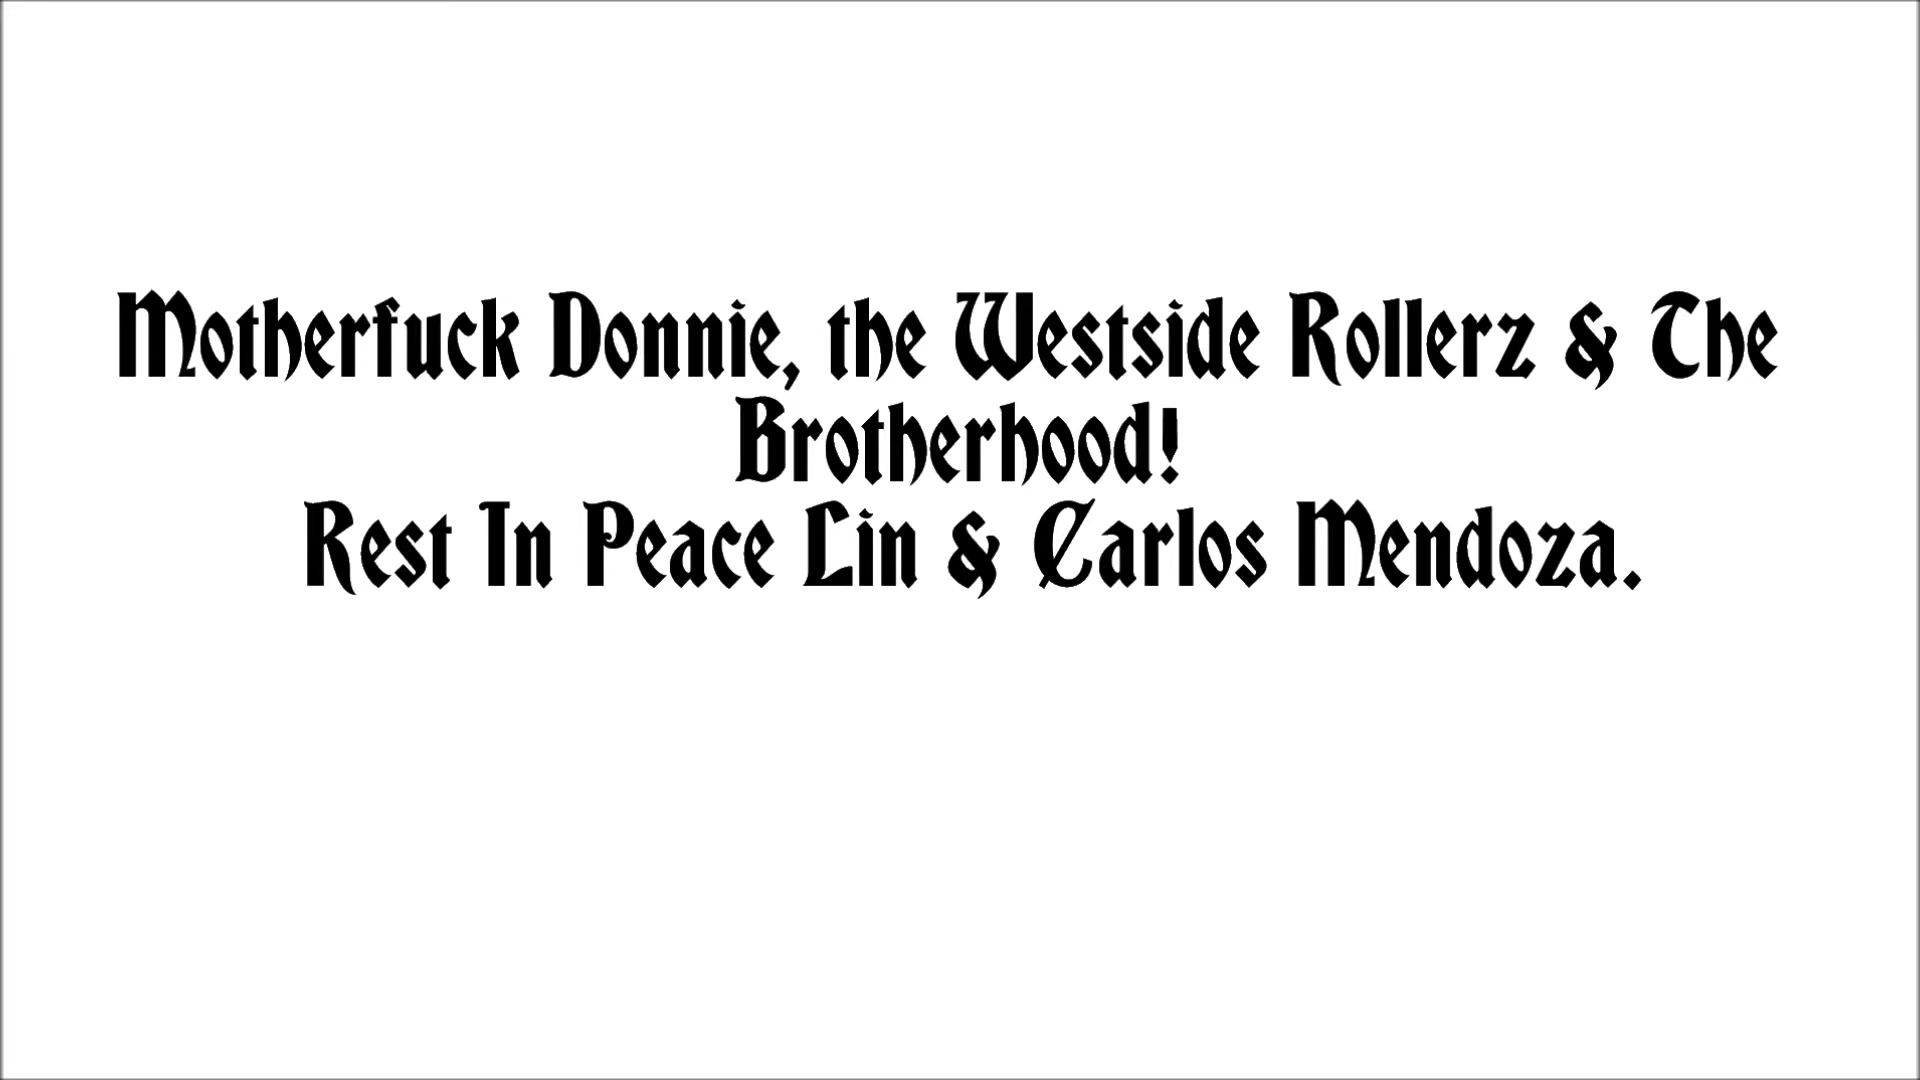 Motherfuck Donnie, the Westside Rollerz & The
Brotherhood!
Rest In Peace Lin & Carlos Mendoza.